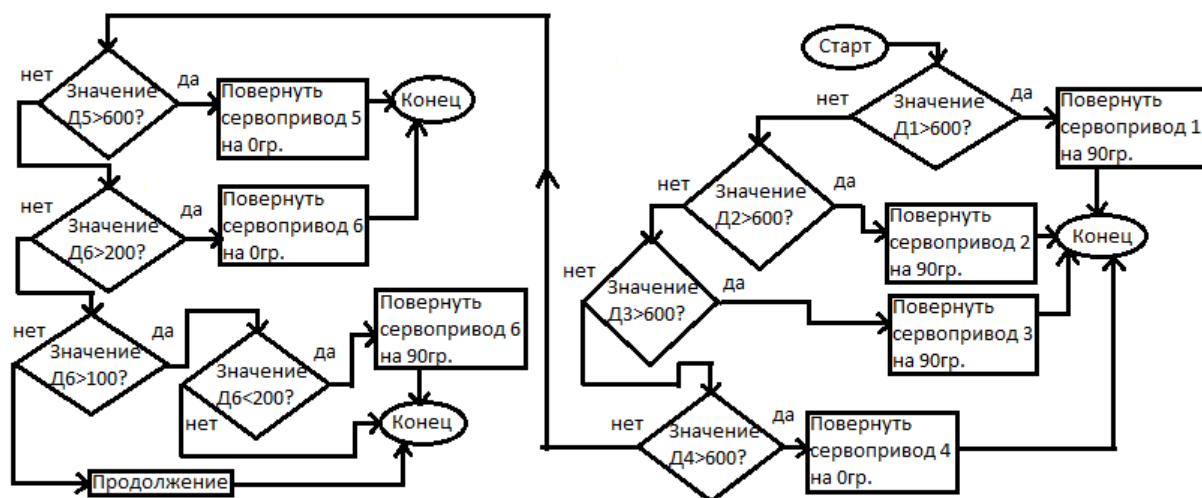 Старт
Значение
Д1>600?
нет
да
Повернуть
сервопривод 1
на 90гр.
Значение
Д2>600?
нет
да
Повернуть
сервопривод 2
на 90гр.
Конец
Значение
Д3>600?
нет
да
Повернуть
сервопривод 3
на 90гр.
Значение
Д4>600?
нет
да
Повернуть
сервопривод 4
на 0гр.
нет
Значение
Д5>600?
да
Повернуть
сервопривод 5
на 0гр.
Конец
нет
Значение
Д6>200?
да
Повернуть
сервопривод 6
на 0гр.
нет
Значение
Д6>100?
да
Значение
Д6<200?
да
нет
Повернуть
сервопривод 6
на 90гр.
Конец
Продолжение